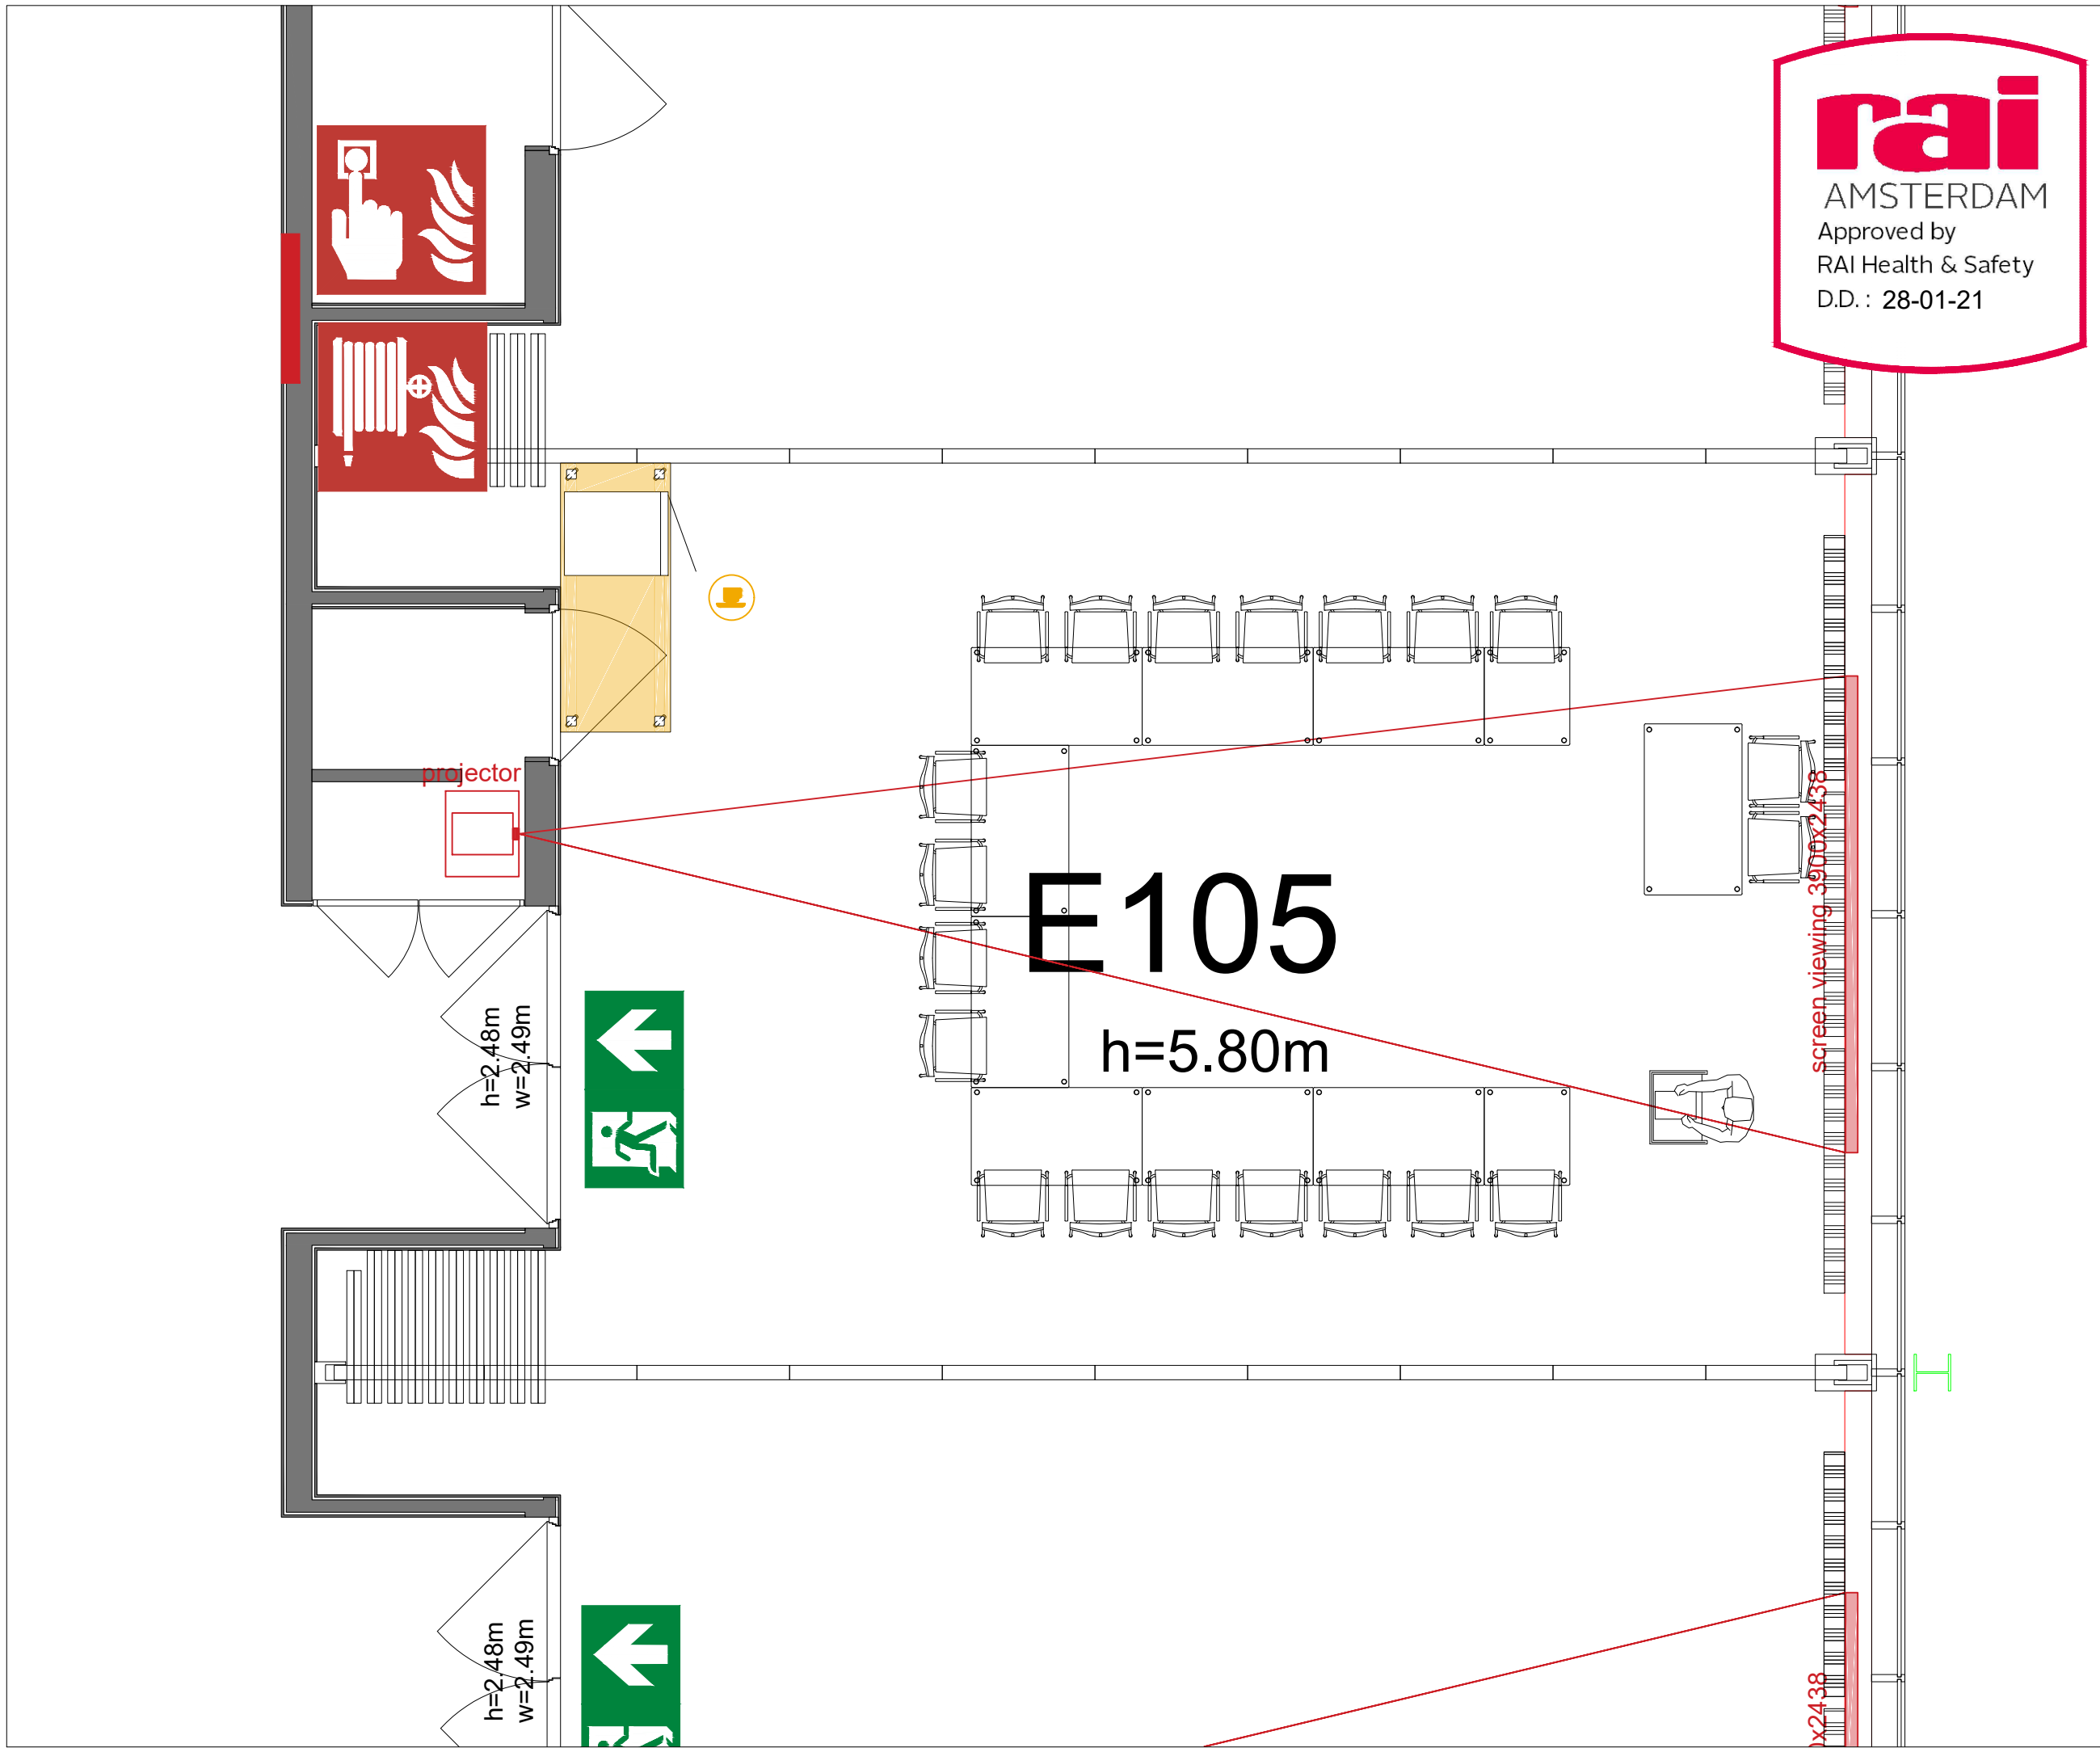 rai
AMSTERDAM
Approved by
RAI Health & Safety
D.D. : 28-01-21
projector
E105
h=5.80m
screen viewing 3900x2438
h=2.48m
w=2.49m
h=2.48m
w=2.49m
x2438